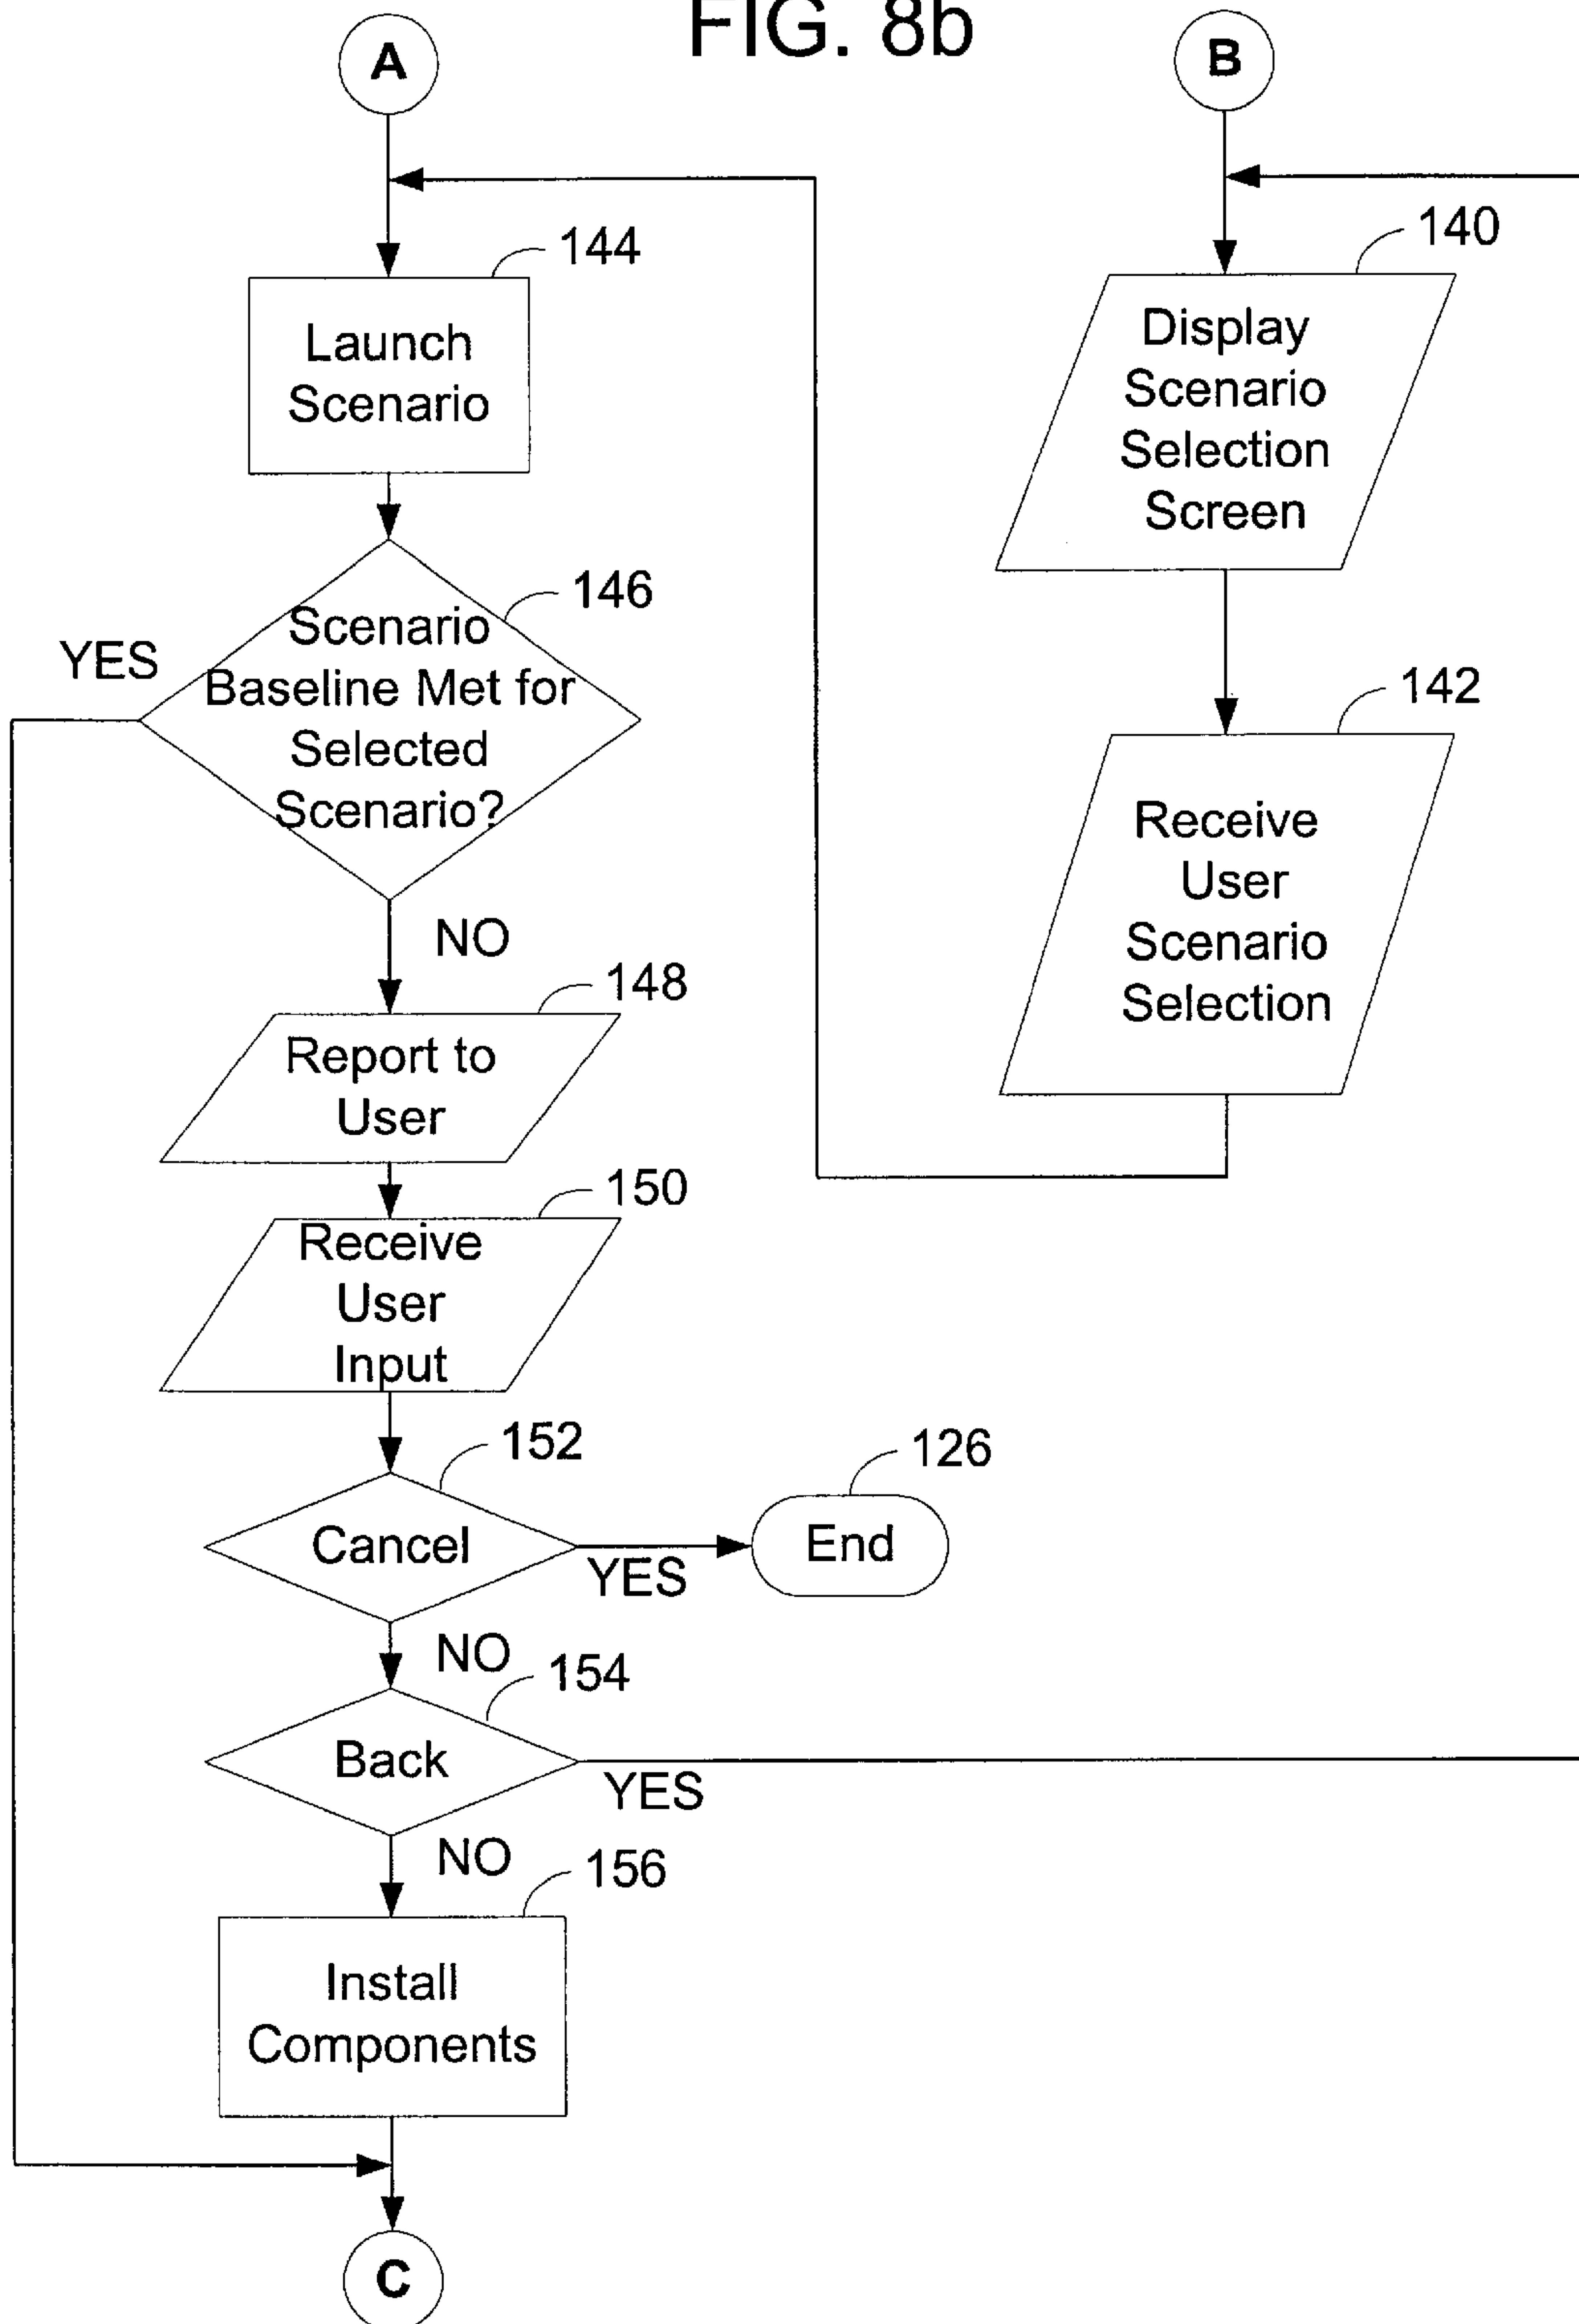 FIG. 8b
A
144
Launch
Scenario
146
Scenario
Baseline Met for
Selected
Scenario?
YES
NO
148
Report to
User
150
Receive
User
Input
152
Cancel
YES
126
End
NO
154
Back
YES
NO
156
Install
Components
C
B
140
Display
Scenario
Selection
Screen
142
Receive
User
Scenario
Selection